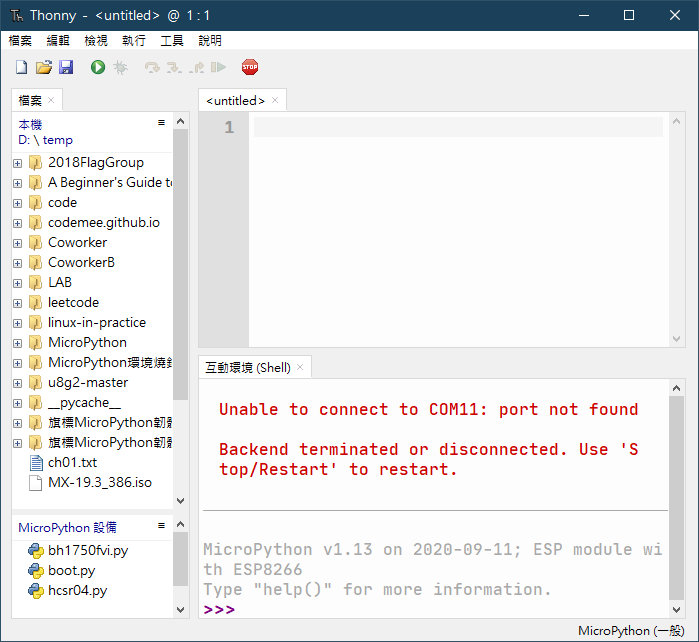 Thonny - <untitled> @ 1 : 1
檔案 編輯 檢視 執行 工具 說明
STOP
檔案
本機
D: \ temp
2018FlagGroup
A Beginner's Guide to
code
codemee.github.io
Coworker
CoworkerB
LAB
leetcode
linux-in-practice
MicroPython
MicroPython環境燒
u8g2-master
__pycache__
旗標MicroPython韌
旗標MicroPython韌
ch01.txt
MX-19.3_386.iso
MicroPython 設備
bh1750fvi.py
boot.py
hcsr04.py
<untitled>
1
互動環境 (Shell)
Unable to connect to COM11: port not found
Backend terminated or disconnected. Use 'S
top/Restart' to restart.
MicroPython v1.13 on 2020-09-11; ESP module wi
th ESP8266
Type "help()" for more information.
>>>
MicroPython (一般)